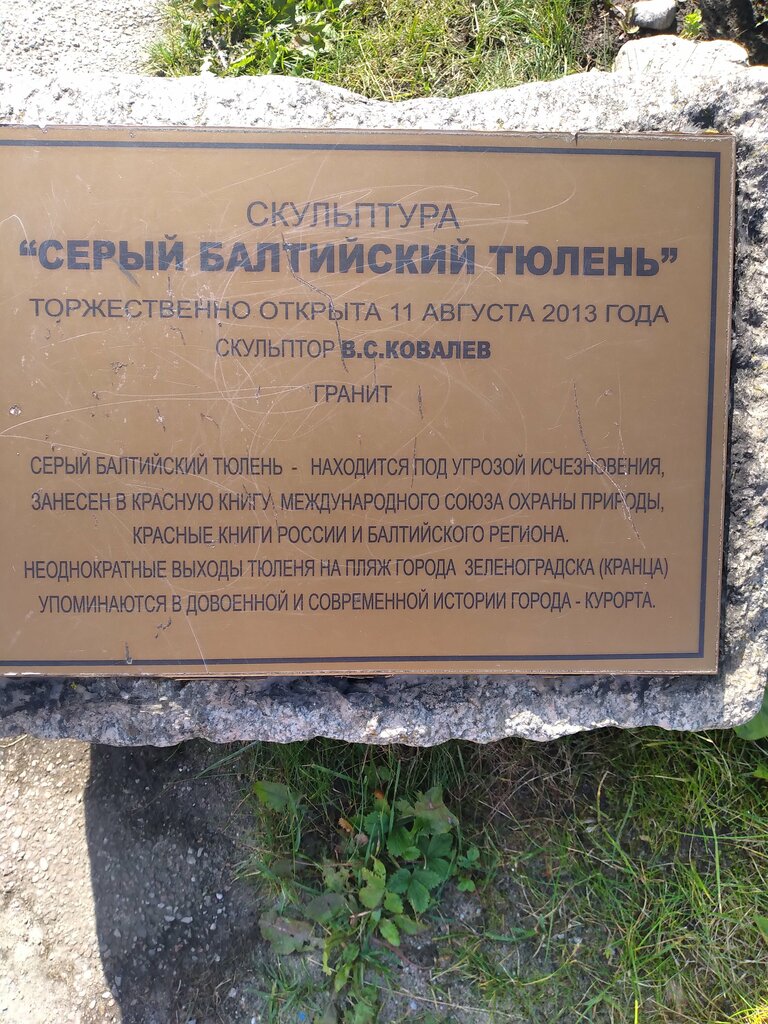 СКУЛЬПТУРА
“СЕРЫЙ БАЛТИЙСКИЙ ТЮЛЕНЬ”
ТОРЖЕСТВЕННО ОТКРЫТА 11 АВГУСТА 2013 ГОДА
СКУЛЬПТОР В.С.КОВАЛЕВ
ГРАНИТ
СЕРЫЙ БАЛТИЙСКИЙ ТЮЛЕНЬ - НАХОДИТСЯ ПОД УГРОЗОЙ ИСЧЕЗНОВЕНИЯ,
ЗАНЕСЕН В КРАСНУЮ КНИГУ МЕЖДУНАРОДНОГО СОЮЗА ОХРАНЫ ПРИРОДЫ,
КРАСНЫЕ КНИГИ РОССИИ И БАЛТИЙСКОГО РЕГИОНА.
НЕОДНОКРАТНЫЕ ВЫХОДЫ ТЮЛЕНЯ НА ПЛЯЖ ГОРОДА ЗЕЛЕНОГРАДСКА (КРАНЦА)
УПОМИНАЮТСЯ В ДОВОЕННОЙ И СОВРЕМЕННОЙ ИСТОРИИ ГОРОДА - КУРОРТА.